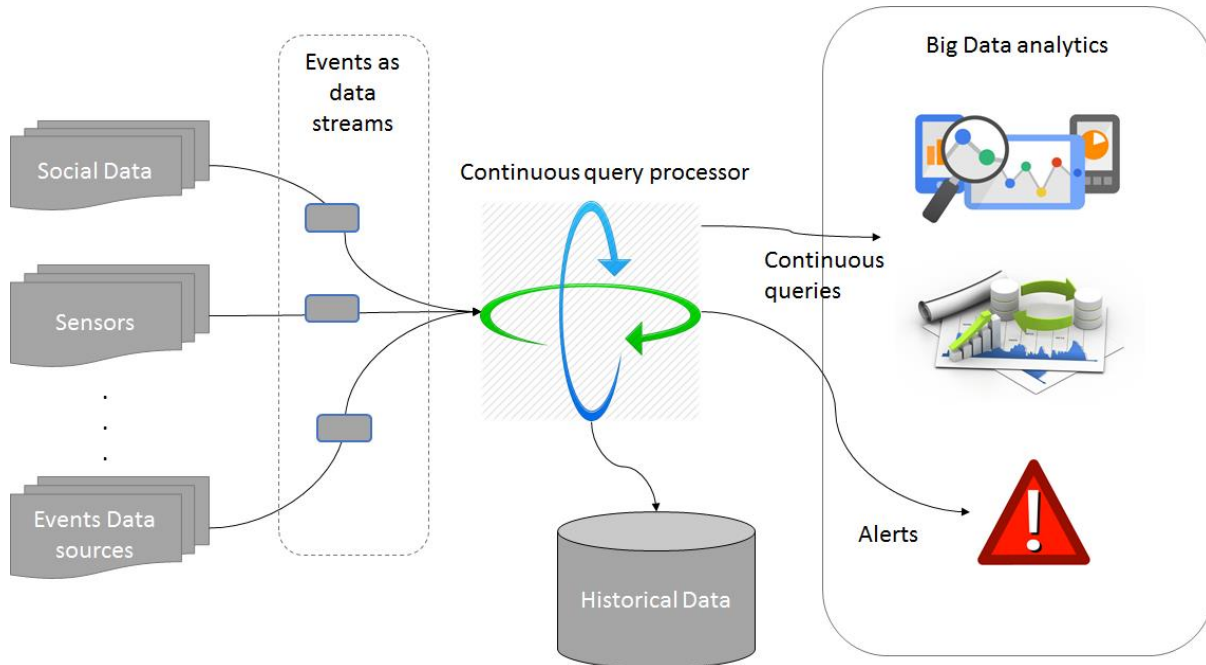 Events as
data
streams
Big Data analytics
Social Data
Continuous query processor
Continuous
queries
Sensors
.
.
.
Events Data
sources
Alerts
Historical Data